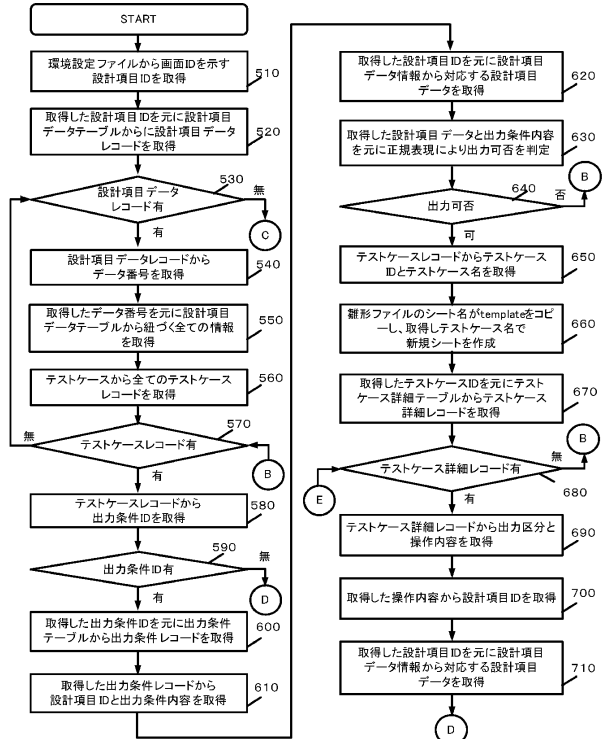 START
環境設定ファイルから画面IDを示す
設計項目IDを取得
510
取得した設計項目IDを元に設計項目
データテーブルからに設計項目データ
レコードを取得
520
設計項目データ
レコード有
530
無
C
有
設計項目データレコードから
データ番号を取得
540
取得したデータ番号を元に設計項目
データテーブルから紐づく全ての情報
を取得
550
テストケースから全てのテストケース
レコードを取得
560
無
テストケースレコード有
570
B
有
テストケースレコードから
出力条件IDを取得
580
出力条件ID有
590
無
D
有
取得した出力条件IDを元に出力条件
テーブルから出力条件レコードを取得
600
取得した出力条件レコードから
設計項目IDと出力条件内容を取得
610
取得した設計項目IDを元に設計項目
データ情報から対応する設計項目
データを取得
620
取得した設計項目データと出力条件内容
を元に正規表現により出力可否を判定
630
出力可否
640
否
B
可
テストケースレコードからテストケース
IDとテストケース名を取得
650
雛形ファイルのシート名がtemplateをコピ
ーし、取得しテストケース名で
新規シートを作成
660
取得したテストケースIDを元にテスト
ケース詳細テーブルからテストケース
詳細レコードを取得
670
テストケース詳細レコード有
無
B
680
E
有
テストケース詳細レコードから出力区分と
操作内容を取得
690
取得した操作内容から設計項目IDを取得
700
取得した設計項目IDを元に設計項目
データ情報から対応する設計項目
データを取得
710
D